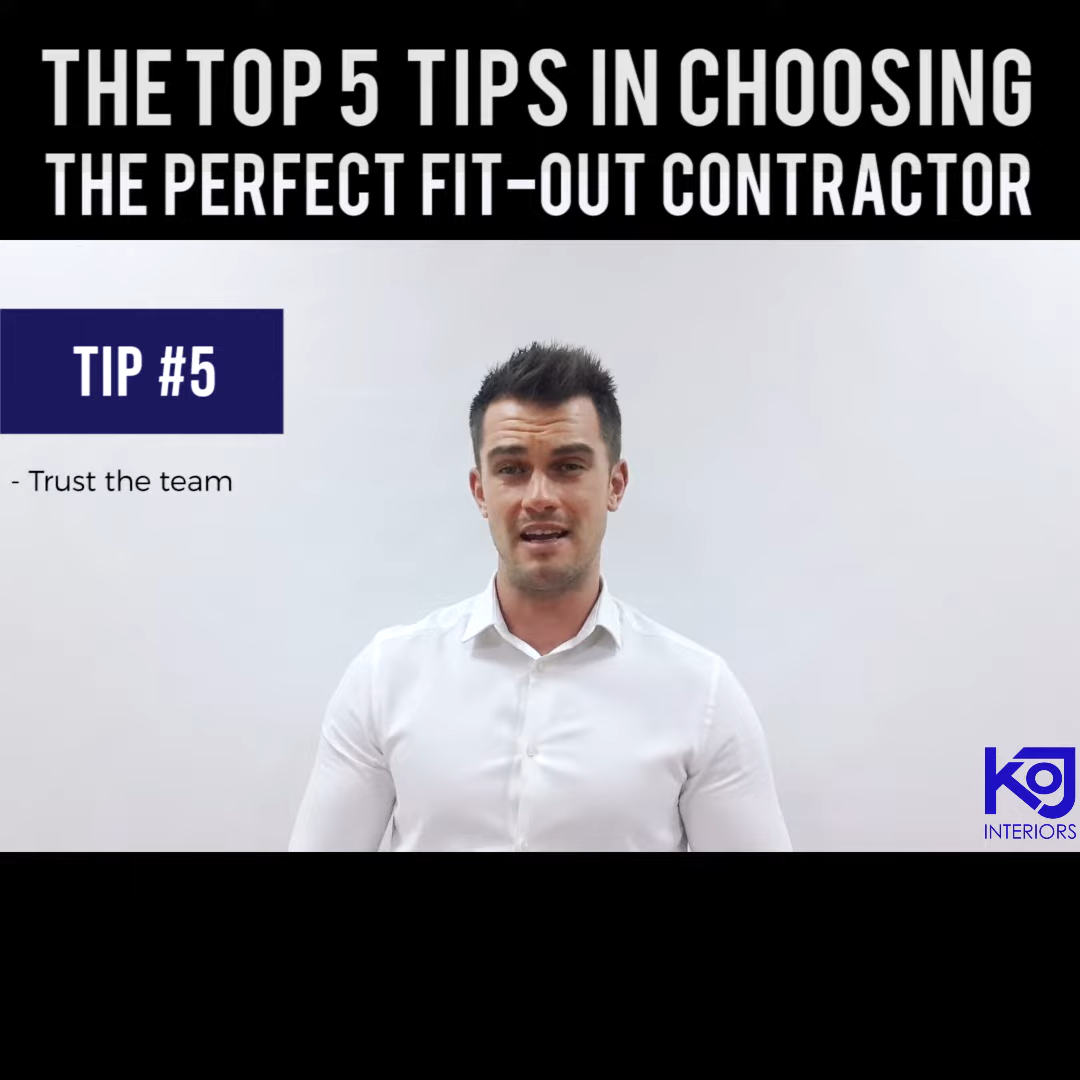 THE TOP 5 TIPS IN CHOOSING
THE PERFECT FIT-OUT CONTRACTOR
TIP #5
- Trust the team
KOJ
INTERIORS